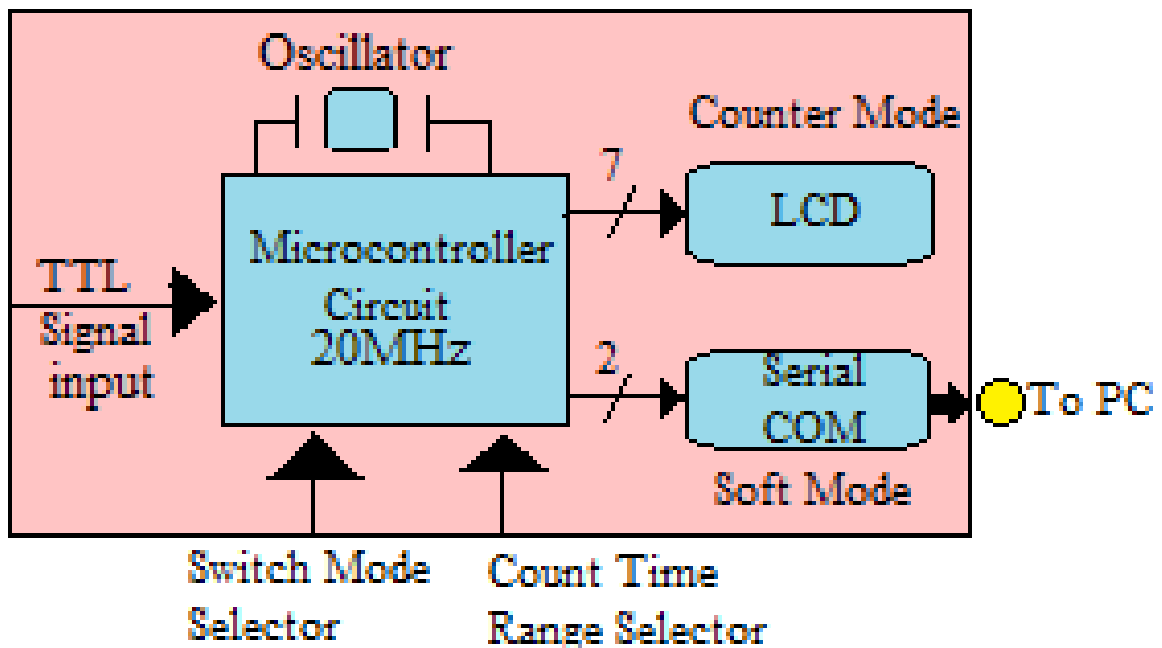 Oscillator
Counter Mode
7
LCD
Microcontroller
Circuit
20MHz
TTL
Signal
input
2
Serial
COM
To PC
Soft Mode
Switch Mode
Selector
Count Time
Range Selector